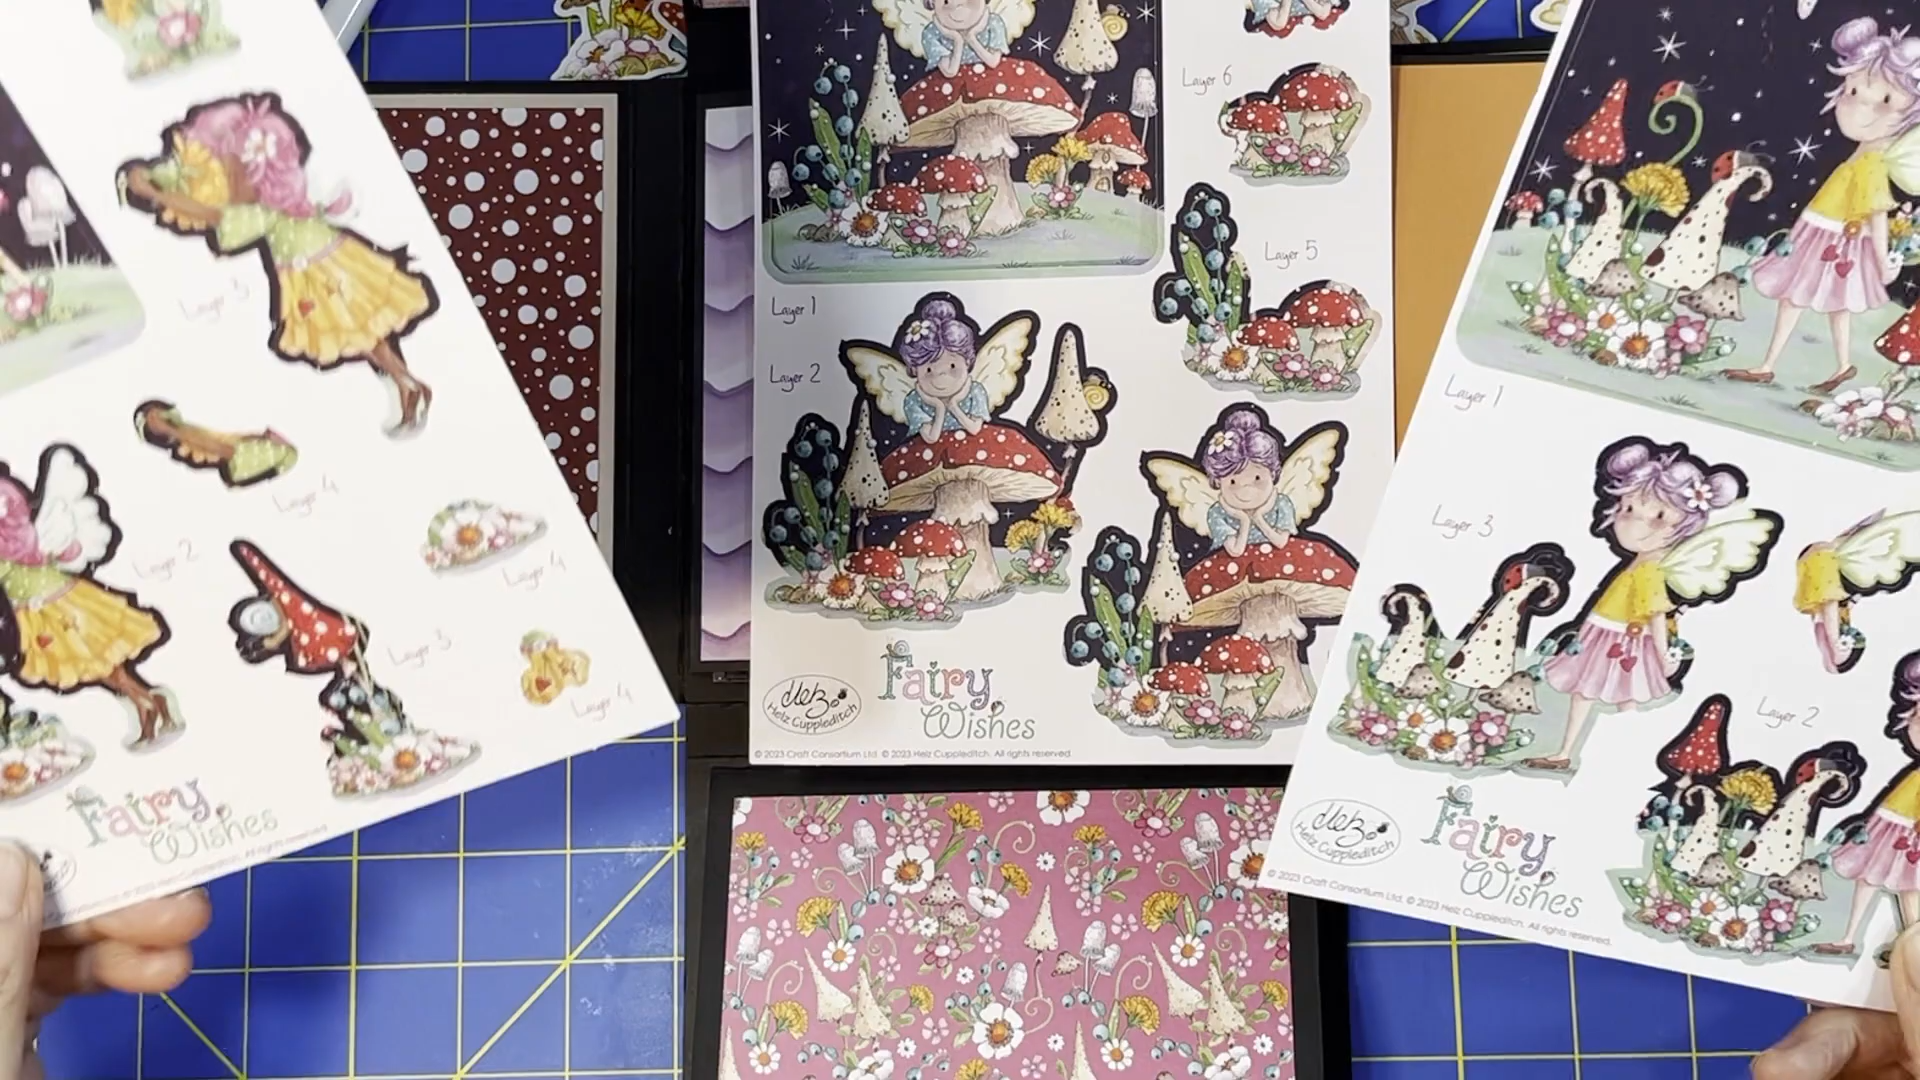 Layer 3
Layer 4
Layer 2
Layer 4
Layer 3
Layer 4
Fairy
Wishes
Layer 6
Layer 5
Layer 1
Layer 2
Helz
Helz Cuppleditch
Fairy
Wishes
© 2023 Craft Consortium Ltd. © 2023 Helz Cuppleditch. All rights reserved.
Layer 1
Layer 3
Layer 2
Helz
Helz Cuppleditch
Fairy
Wishes
© 2023 Craft Consortium Ltd. © 2023 Helz Cuppleditch. All rights reserved.